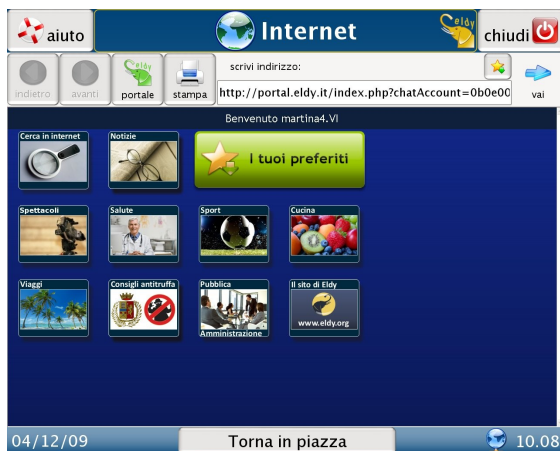 aiuto
Internet
eldy
chiudi
indietro
avanti
portale
stampa
scrivi indirizzo:
http://portal.eldy.it/index.php?chatAccount=0b0e00
vai
Benvenuto martina4.VI
Cerca in internet
Notizie
I tuoi preferiti
Spettacoli
Salute
Sport
Cucina
Viaggi
Consigli antitruffa
Pubblica
Amministrazione
Il sito di Eldy
www.eldy.org
04/12/09
Torna in piazza
10.08